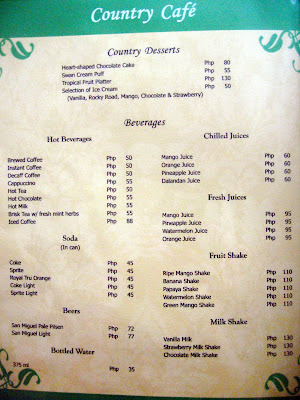 Country Café
Country Desserts
Heart-shaped Chocolate Cake Php 80
Swan Cream Puff Php 55
Tropical Fruit Platter Php 130
Selection of Ice Cream Php 50
(Vanilla, Rocky Road, Mango, Chocolate & Strawberry)
Beverages
Hot Beverages
Brewed Coffee Php 50
Instant Coffee Php 50
Decaff Coffee Php 50
Cappuccino Php 55
Hot Tea Php 50
Hot Chocolate Php 55
Hot Milk Php 55
Brisk Tea w/ fresh mint herbs Php 55
Iced Coffee Php 88
Soda
(In can)
Coke Php 45
Sprite Php 45
Royal Tru Orange Php 45
Coke Light Php 45
Sprite Light Php 45
Beers
San Miguel Pale Pilsen Php 72
San Miguel Light Php 77
Bottled Water
375 ml Php 35
Chilled Juices
Mango Juice Php 60
Orange Juice Php 60
Pineapple Juice Php 60
Dalandan Juice Php 60
Fresh Juices
Mango Juice Php 95
Pineapple Juice Php 95
Watermelon Juice Php 95
Orange Juice Php 95
Fruit Shake
Ripe Mango Shake Php 110
Banana Shake Php 110
Papaya Shake Php 110
Watermelon Shake Php 110
Green Mango Shake Php 110
Milk Shake
Vanilla Milk Php 130
Strawberry Milk Shake Php 130
Chocolate Milk Shake Php 130